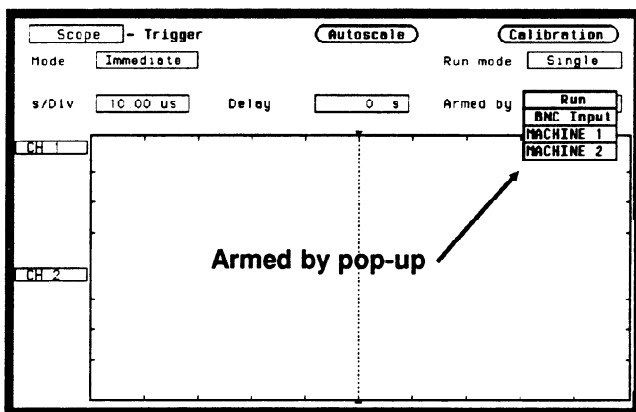 Scope - Trigger Autoscale Calibration
Mode Immediate Run mode Single
s/Div 10.00 us Delay 0 s Armed by Run
BNC Input
MACHINE 1
MACHINE 2
CH 1
Armed by pop-up
CH 2